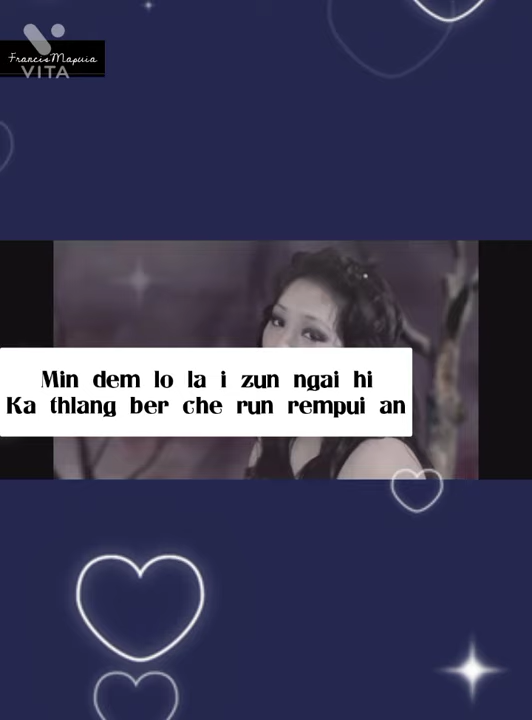 FrancisMapuia
VITA
Min dem lo la i zun ngai hi
Ka thlang ber che run rempui an